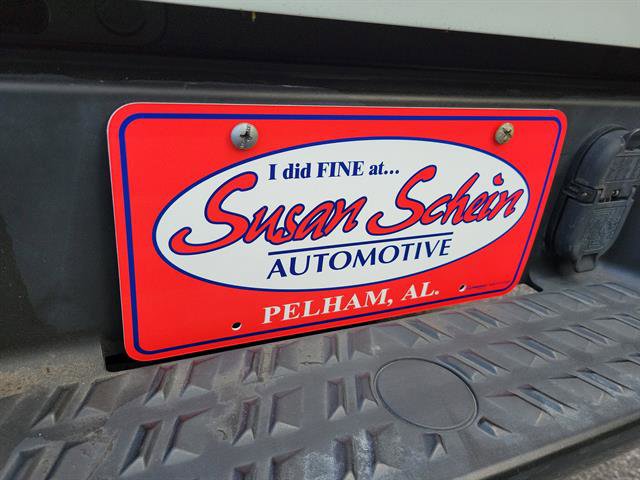 I did FINE at...
Susan Schein
AUTOMOTIVE
PELHAM, AL.